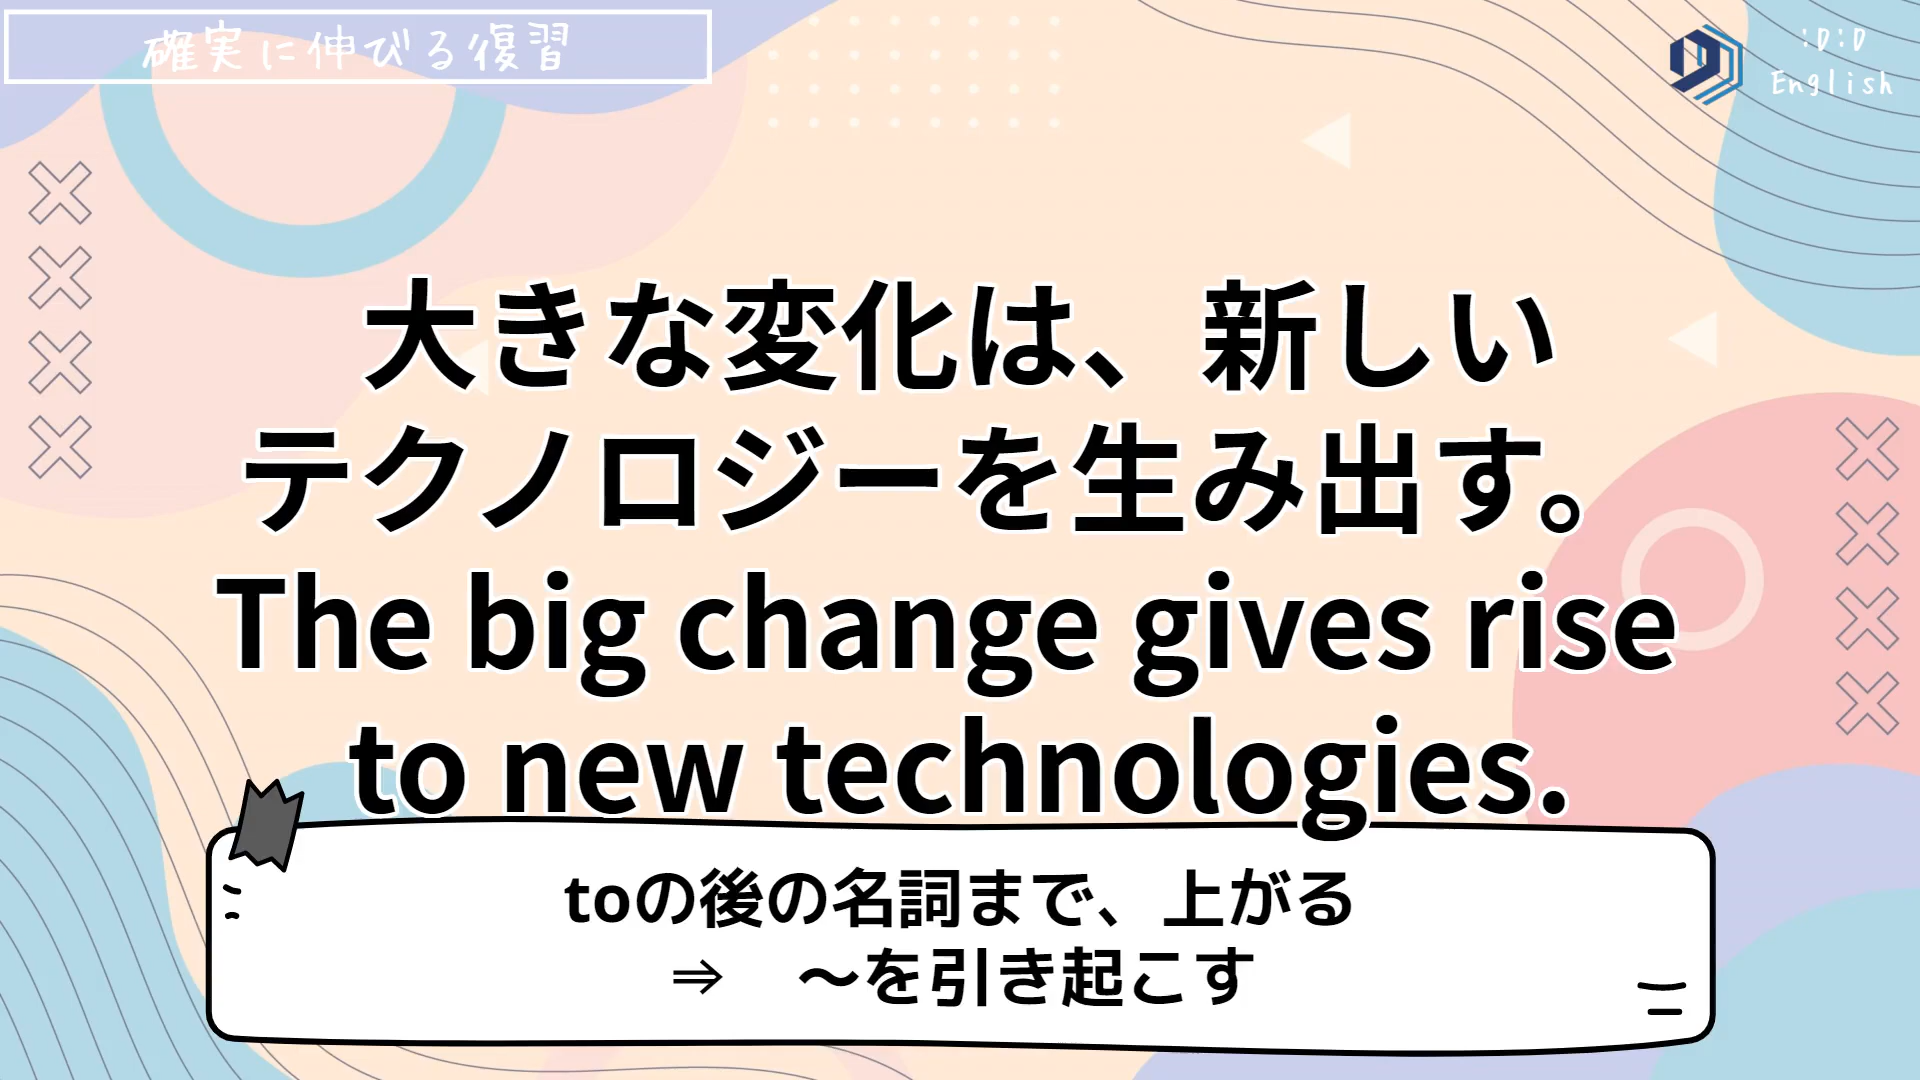 確実に伸びる復習
:D:D
English
大きな変化は、新しい
テクノロジーを生み出す。
The big change gives rise
to new technologies.
toの後の名詞まで、上がる
⇒　～を引き起こす